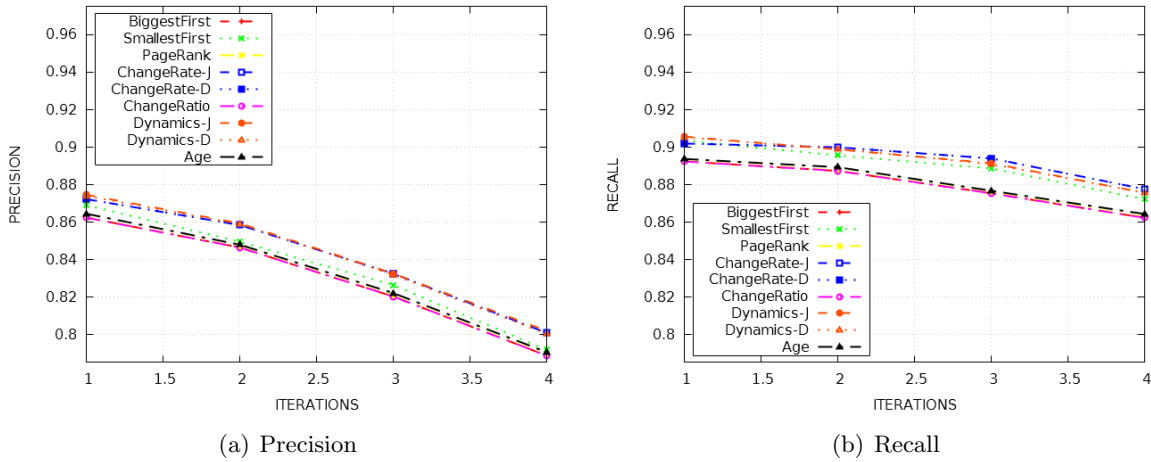 0.96
0.94
0.92
0.9
0.88
0.86
0.84
0.82
0.8
PRECISION
BiggestFirst
SmallestFirst
PageRank
ChangeRate-J
ChangeRate-D
ChangeRatio
Dynamics-J
Dynamics-D
Age
1 1.5 2 2.5 3 3.5 4
ITERATIONS
(a) Precision
0.96
0.94
0.92
0.9
0.88
0.86
0.84
0.82
0.8
RECALL
BiggestFirst
SmallestFirst
PageRank
ChangeRate-J
ChangeRate-D
ChangeRatio
Dynamics-J
Dynamics-D
Age
1 1.5 2 2.5 3 3.5 4
ITERATIONS
(b) Recall